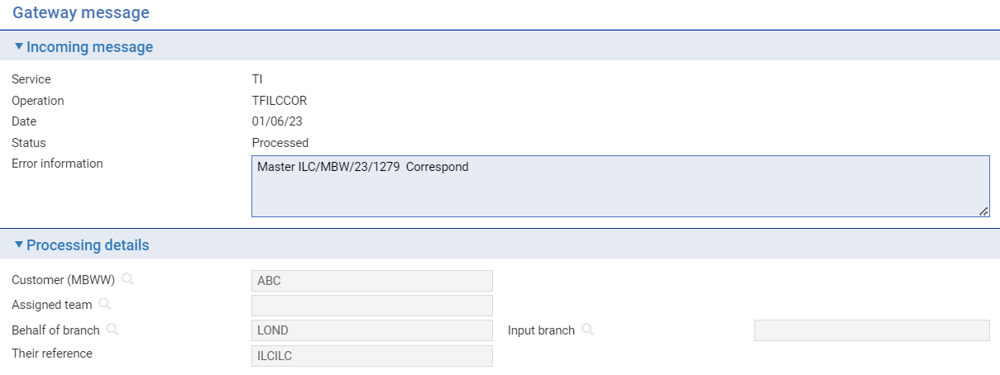 Gateway message
Incoming message
Service TI
Operation TFILCCOR
Date 01/06/23
Status Processed
Error information Master ILC/MBW/23/1279  Correspond
Processing details
Customer (MBWW) ABC
Assigned team
Behalf of branch LOND Input branch
Their reference ILCILC